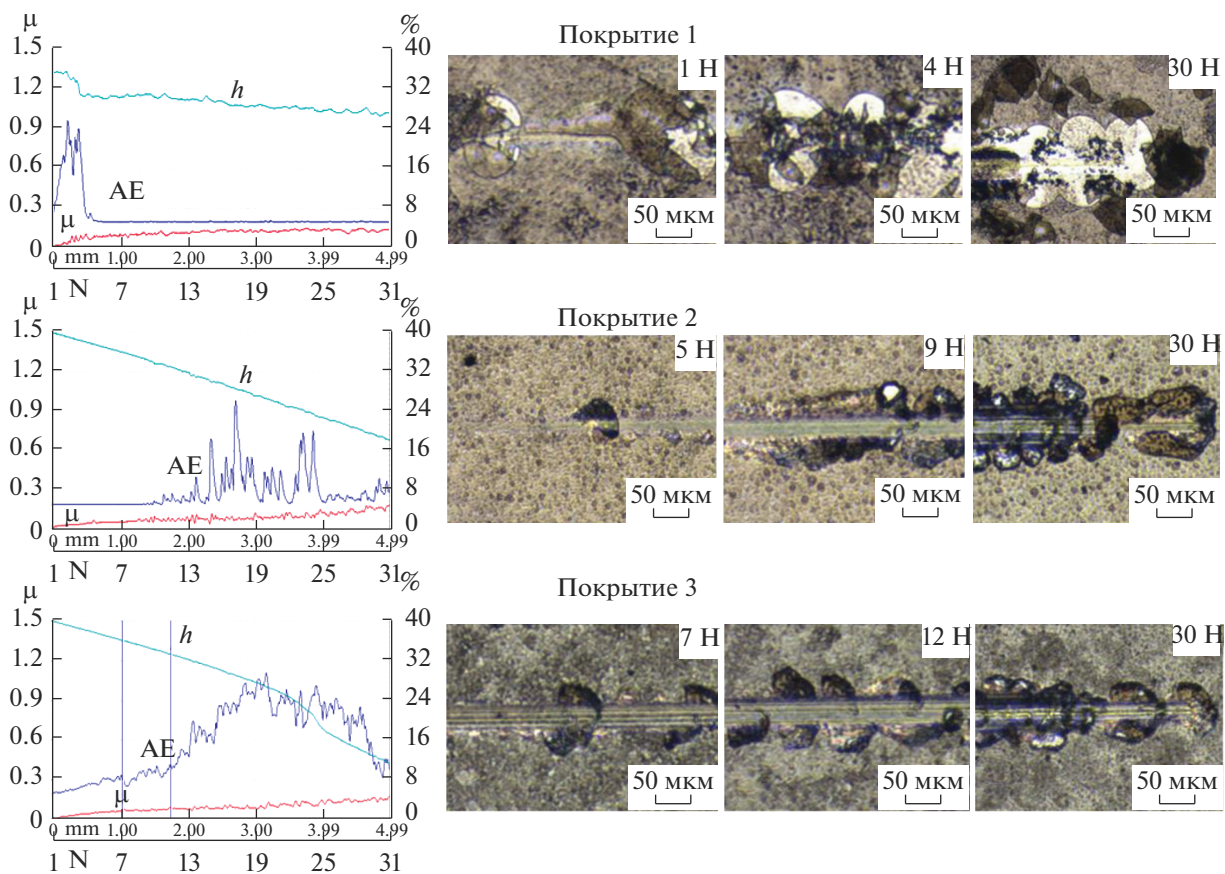 Покрытие 1
μ
%
1.5
1.2
0.9
0.6
0.3
0
40
32
24
16
8
0
h
AE
μ
0 mm 1.00 2.00 3.00 3.99 4.99
1 N 7 13 19 25 31
1 Н
50 мкм
4 Н
50 мкм
30 Н
50 мкм
Покрытие 2
μ
%
1.5
1.2
0.9
0.6
0.3
0
40
32
24
16
8
0
h
AE
μ
0 mm 1.00 2.00 3.00 3.99 4.99
1 N 7 13 19 25 31
5 Н
50 мкм
9 Н
50 мкм
30 Н
50 мкм
Покрытие 3
μ
%
1.5
1.2
0.9
0.6
0.3
0
40
32
24
16
8
0
h
AE
μ
0 mm 1.00 2.00 3.00 3.99 4.99
1 N 7 13 19 25 31
7 Н
50 мкм
12 Н
50 мкм
30 Н
50 мкм